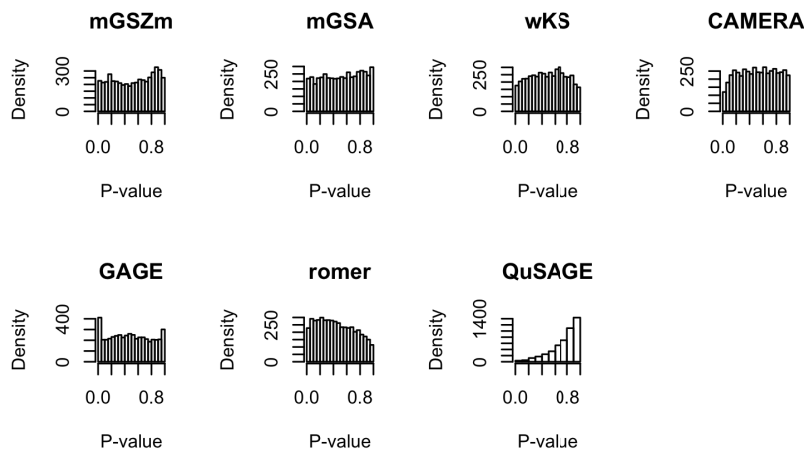 mGSZm
mGSA
wKS
CAMERA
Density
0 300
0.0 0.8
P-value
Density
0 250
0.0 0.8
P-value
Density
0 250
0.0 0.8
P-value
Density
0 250
0.0 0.8
P-value
GAGE
romer
QuSAGE
Density
0 400
0.0 0.8
P-value
Density
0 250
0.0 0.8
P-value
Density
0 1400
0.0 0.8
P-value